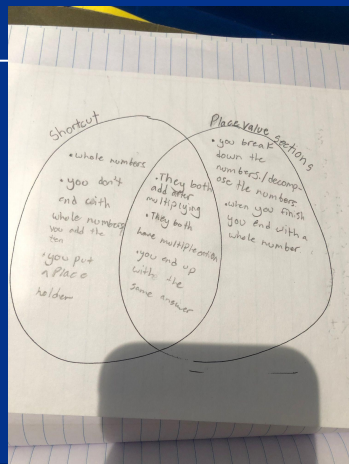 Shortcut
• whole numbers
• you don't
end with
whole numbers
you add the
ten
• you put
a place
holder
• They both
add after
multiplying
• They both
have multiplication
• you end up
with the
same answer
Place value sections
• you break
down the
numbers./decomp-
ose the numbers
• when you finish
you end with a
whole number